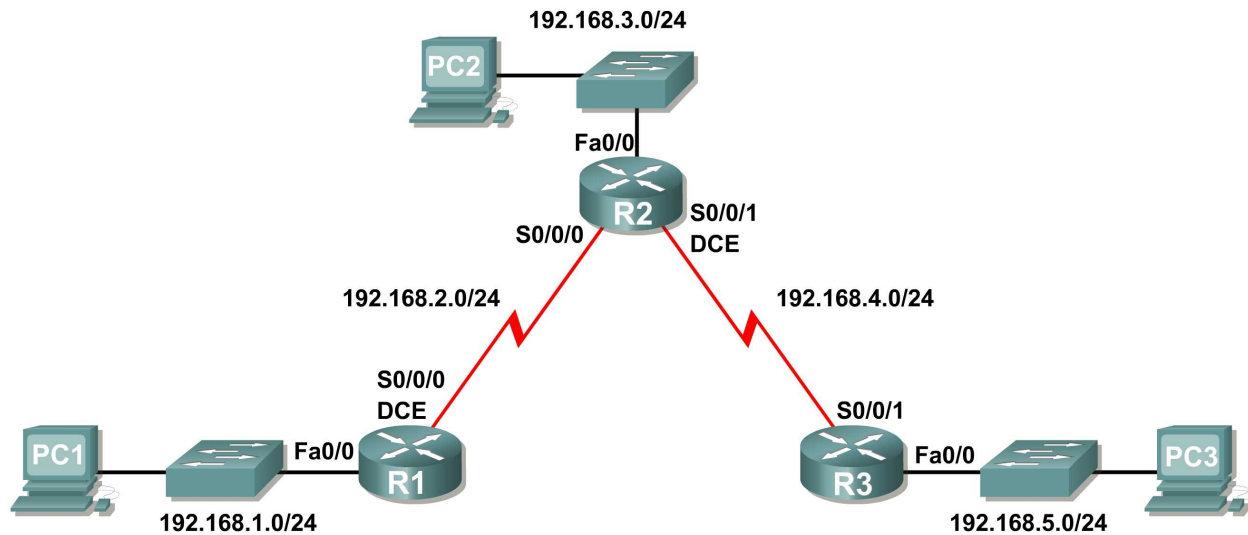 192.168.3.0/24
PC2
Fa0/0
R2
S0/0/1
DCE
S0/0/0
192.168.2.0/24
192.168.4.0/24
S0/0/0
DCE
S0/0/1
PC1
Fa0/0
R1
192.168.1.0/24
R3
Fa0/0
PC3
192.168.5.0/24